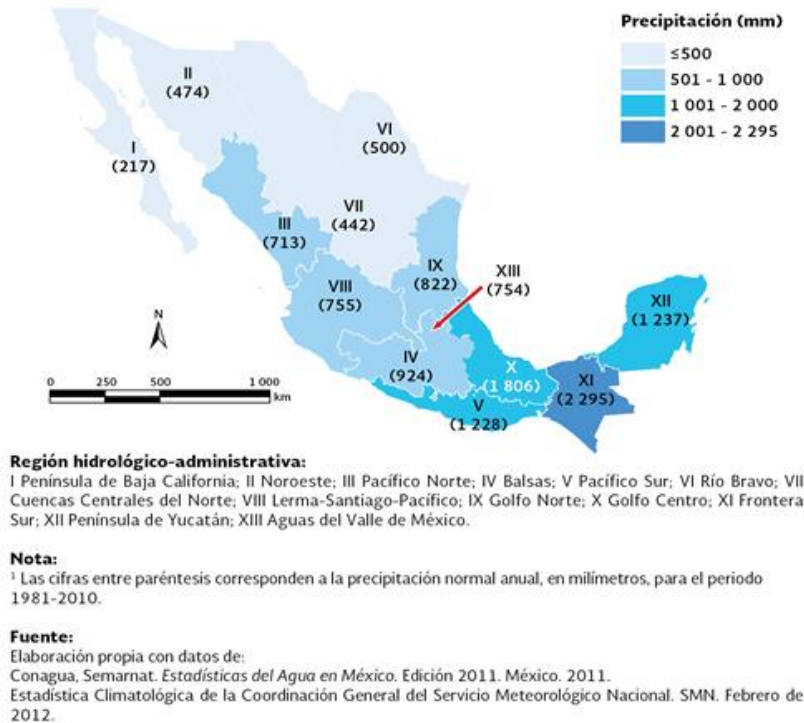 Precipitación (mm)
≤500
501 - 1 000
1 001 - 2 000
2 001 - 2 295
II
(474)
VI
(500)
I
(217)
VII
(442)
III
(713)
IX
(822)
XIII
(754)
VIII
(755)
XII
(1 237)
N
IV
(924)
X
(1 806)
XI
(2 295)
V
(1 228)
0 250 500 1 000
km
Región hidrológico-administrativa:
I Península de Baja California; II Noroeste; III Pacífico Norte; IV Balsas; V Pacífico Sur; VI Río Bravo; VII
Cuencas Centrales del Norte; VIII Lerma-Santiago-Pacífico; IX Golfo Norte; X Golfo Centro; XI Frontera
Sur; XII Península de Yucatán; XIII Aguas del Valle de México.
Nota:
¹ Las cifras entre paréntesis corresponden a la precipitación normal anual, en milímetros, para el periodo
1981-2010.
Fuente:
Elaboración propia con datos de:
Conagua, Semarnat. Estadísticas del Agua en México. Edición 2011. México. 2011.
Estadística Climatológica de la Coordinación General del Servicio Meteorológico Nacional. SMN. Febrero de
2012.